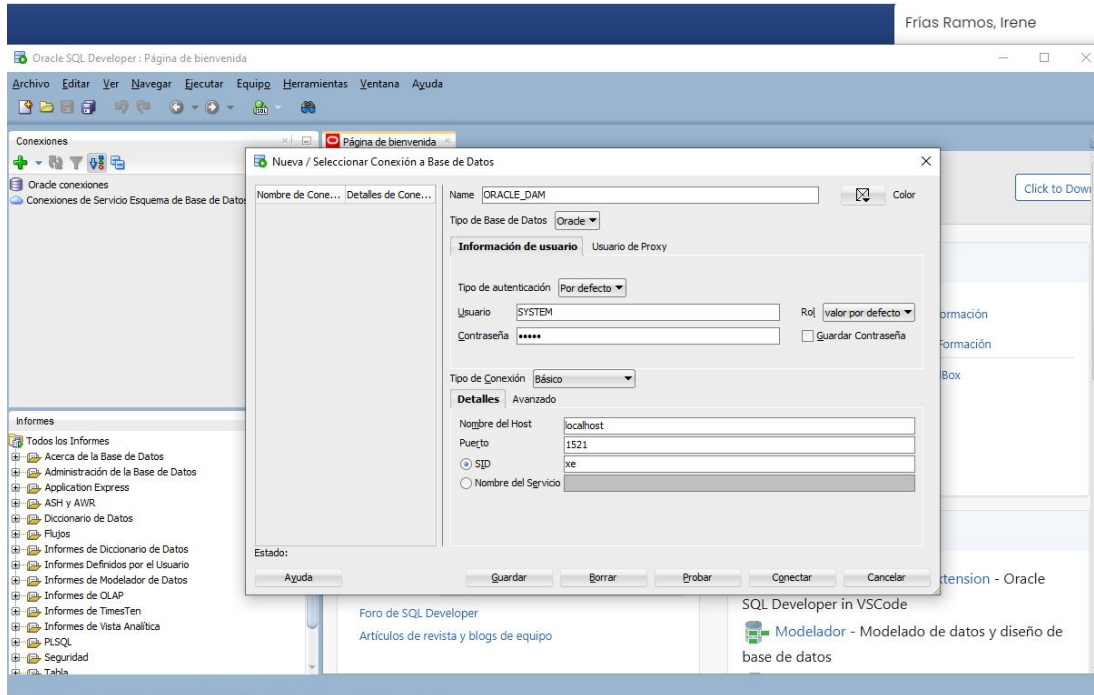 Frías Ramos, Irene
Oracle SQL Developer : Página de bienvenida
Archivo Editar Ver Navegar Ejecutar Equipo Herramientas Ventana Ayuda
SQL
Conexiones
Página de bienvenida
Oracle conexiones
Conexiones de Servicio Esquema de Base de Datos
Nueva / Seleccionar Conexión a Base de Datos
Nombre de Cone... Detalles de Cone...
Name ORACLE_DAM
Color
Tipo de Base de Datos Oracle
Información de usuario Usuario de Proxy
Tipo de autenticación Por defecto
Usuario SYSTEM
Rol valor por defecto
Contraseña •••••
Guardar Contraseña
Tipo de Conexión Básico
Detalles Avanzado
Nombre del Host localhost
Puerto 1521
SID xe
Nombre del Servicio
Estado:
Ayuda Guardar Borrar Probar Conectar Cancelar
Click to Down
ormación
Formación
Box
Informes
Todos los Informes
Acerca de la Base de Datos
Administración de la Base de Datos
Application Express
ASH y AWR
Diccionario de Datos
Flujos
Informes de Diccionario de Datos
Informes Definidos por el Usuario
Informes de Modelador de Datos
Informes de OLAP
Informes de TimesTen
Informes de Vista Analítica
PLSQL
Seguridad
Tabla
Foro de SQL Developer
Artículos de revista y blogs de equipo
xtension - Oracle
SQL Developer in VSCode
Modelador - Modelado de datos y diseño de
base de datos